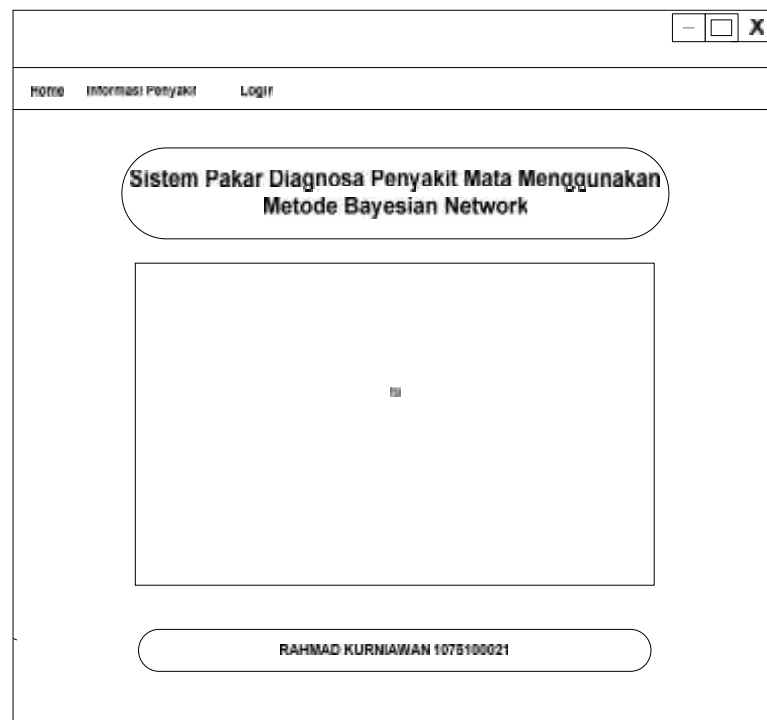 X
Home Informasi Penyakit Login
Sistem Pakar Diagnosa Penyakit Mata Menggunakan
Metode Bayesian Network
RAHMAD KURNIAWAN 1075100021